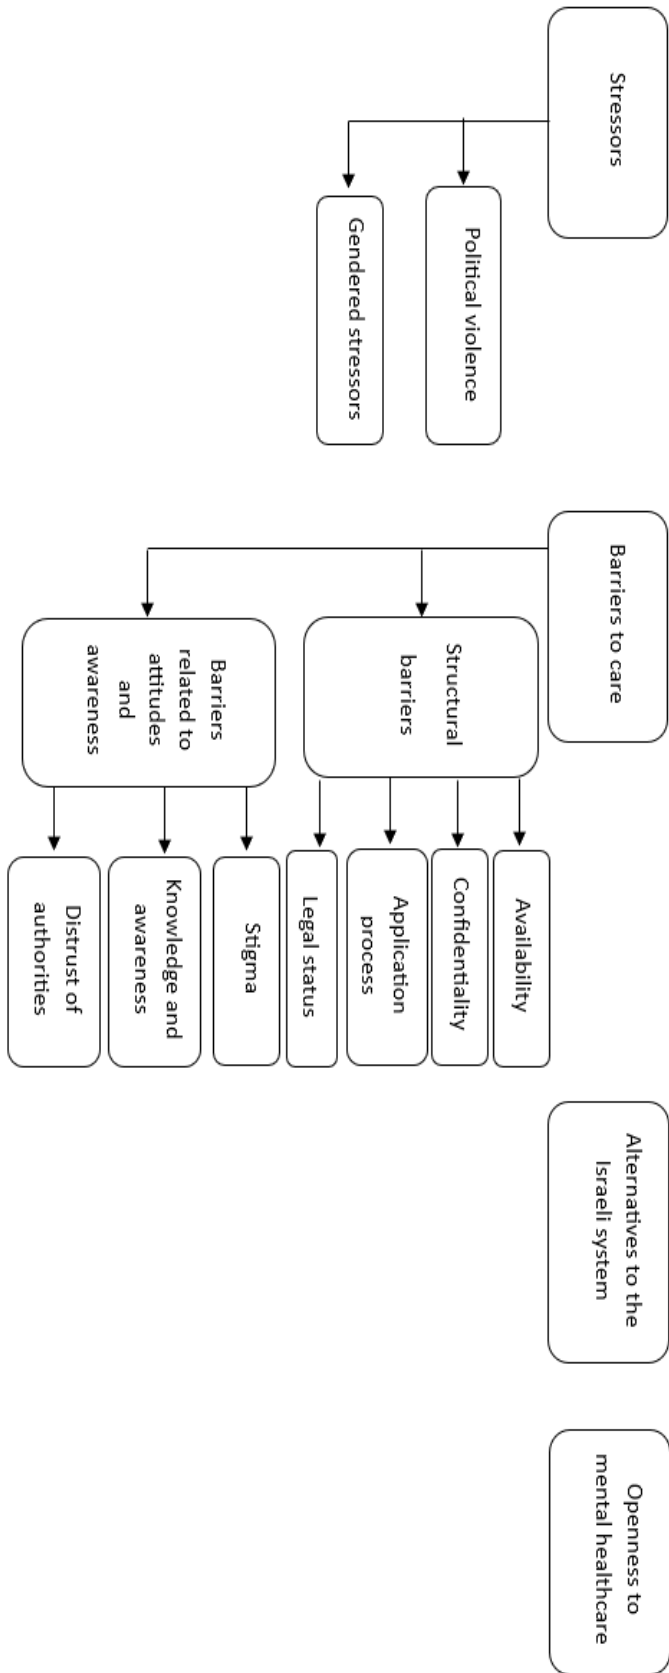 Stressors
Political violence
Gendered stressors
Barriers to care
Structural
barriers
Availability
Confidentiality
Application
process
Legal status
Barriers
related to
attitudes
and
awareness
Stigma
Knowledge and
awareness
Distrust of
authorities
Alternatives to the
Israeli system
Openness to
mental healthcare